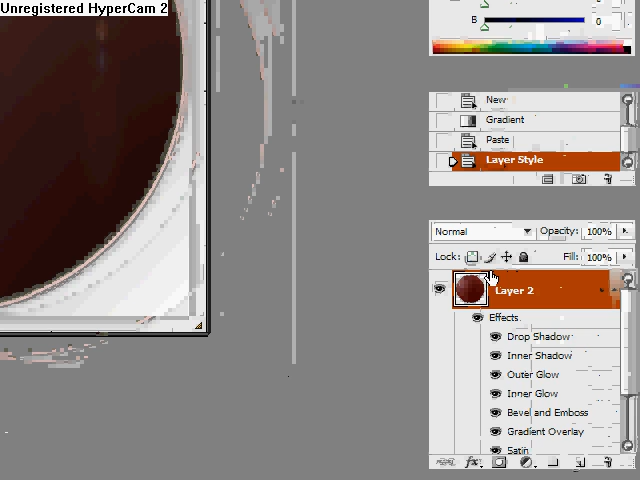 Unregistered HyperCam 2
B 0
New
Gradient
Paste
Layer Style
Normal Opacity: 100%
Lock: Fill: 100%
Layer 2
Effects
Drop Shadow
Inner Shadow
Outer Glow
Inner Glow
Bevel and Emboss
Gradient Overlay
Satin
fx